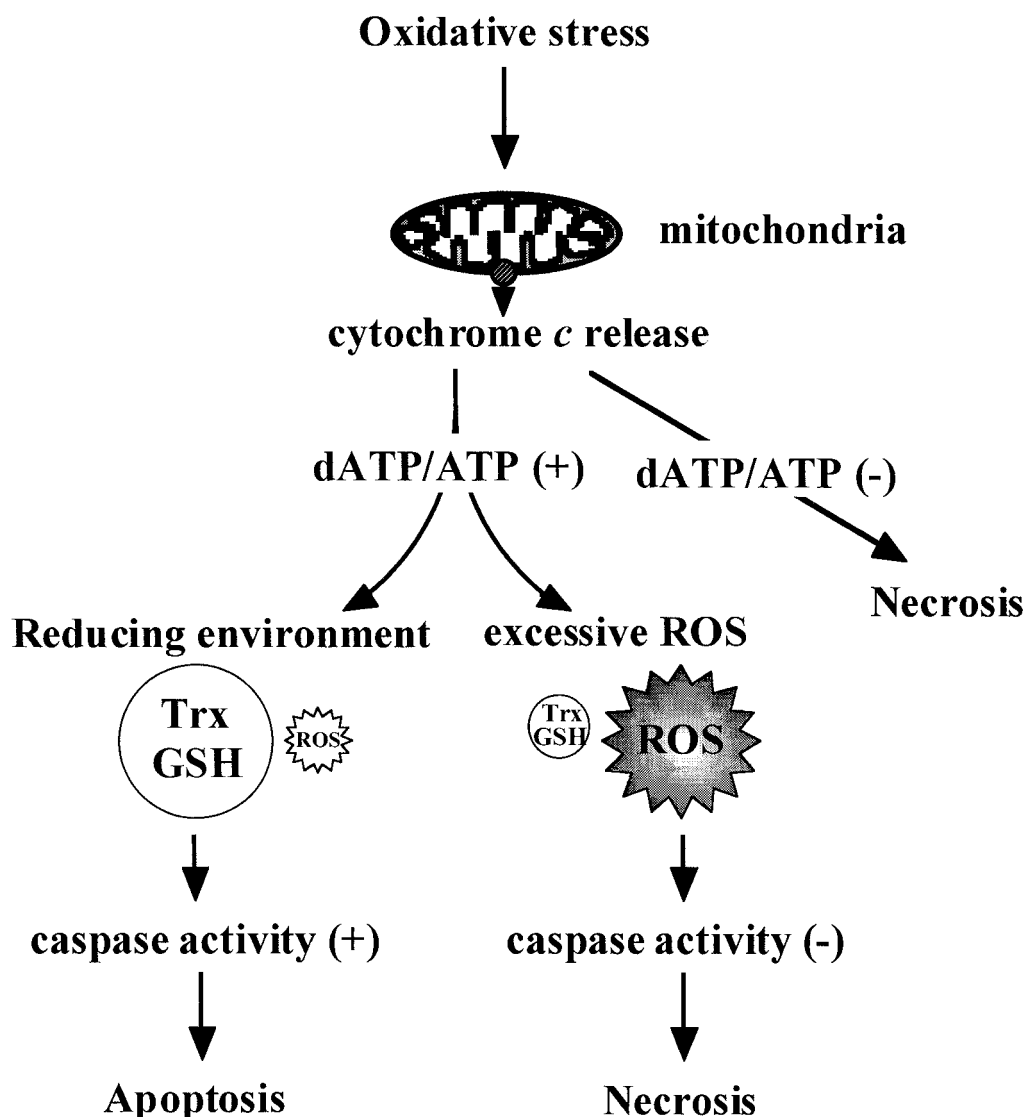 Oxidative stress
mitochondria
cytochrome c release
dATP/ATP (+)
dATP/ATP (-)
Necrosis
Reducing environment
excessive ROS
Trx
GSH
ROS
Trx
GSH
ROS
caspase activity (+)
caspase activity (-)
Apoptosis
Necrosis